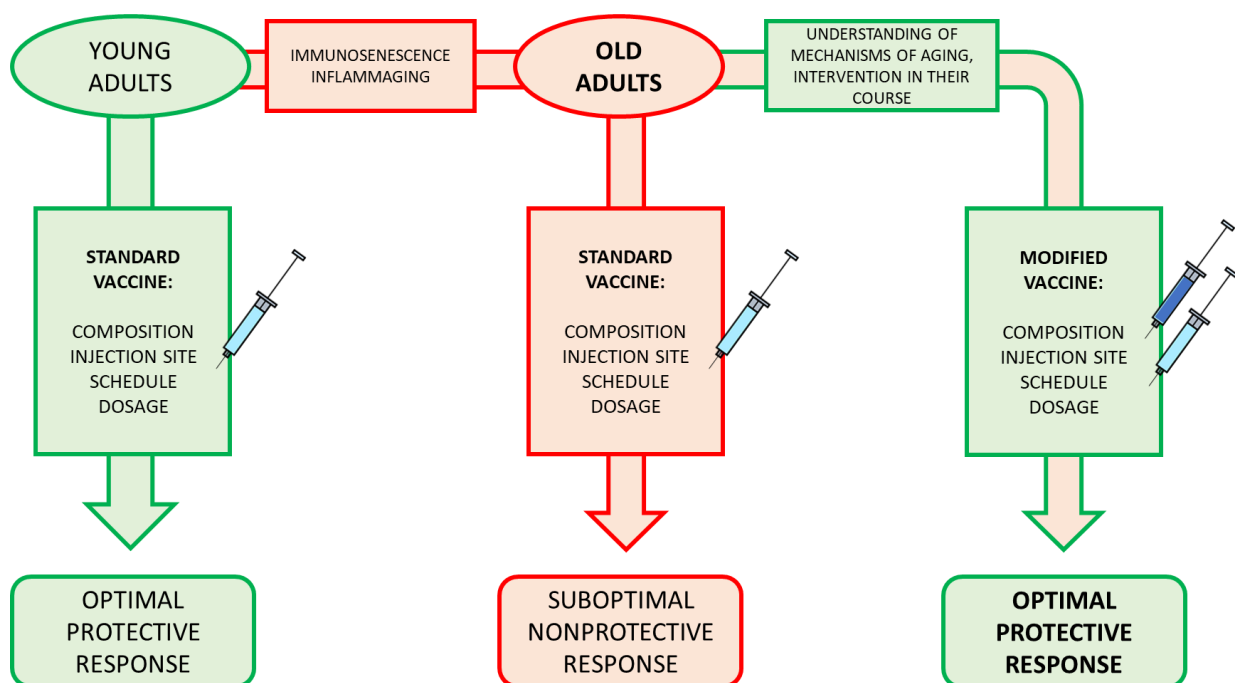 YOUNG
ADULTS
IMMUNOSENESCENCE
INFLAMMAGING
OLD
ADULTS
UNDERSTANDING OF
MECHANISMS OF AGING,
INTERVENTION IN THEIR
COURSE
STANDARD
VACCINE:
COMPOSITION
INJECTION SITE
SCHEDULE
DOSAGE
STANDARD
VACCINE:
COMPOSITION
INJECTION SITE
SCHEDULE
DOSAGE
MODIFIED
VACCINE:
COMPOSITION
INJECTION SITE
SCHEDULE
DOSAGE
OPTIMAL
PROTECTIVE
RESPONSE
SUBOPTIMAL
NONPROTECTIVE
RESPONSE
OPTIMAL
PROTECTIVE
RESPONSE